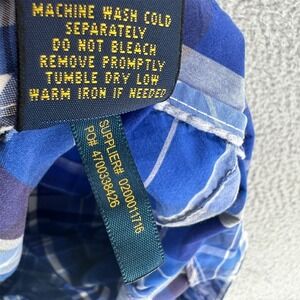 MACHINE WASH COLD
SEPARATELY
DO NOT BLEACH
REMOVE PROMPTLY
TUMBLE DRY LOW
WARM IRON IF NEEDED
SUPPLIER# 0200011716
PO# 4700338426